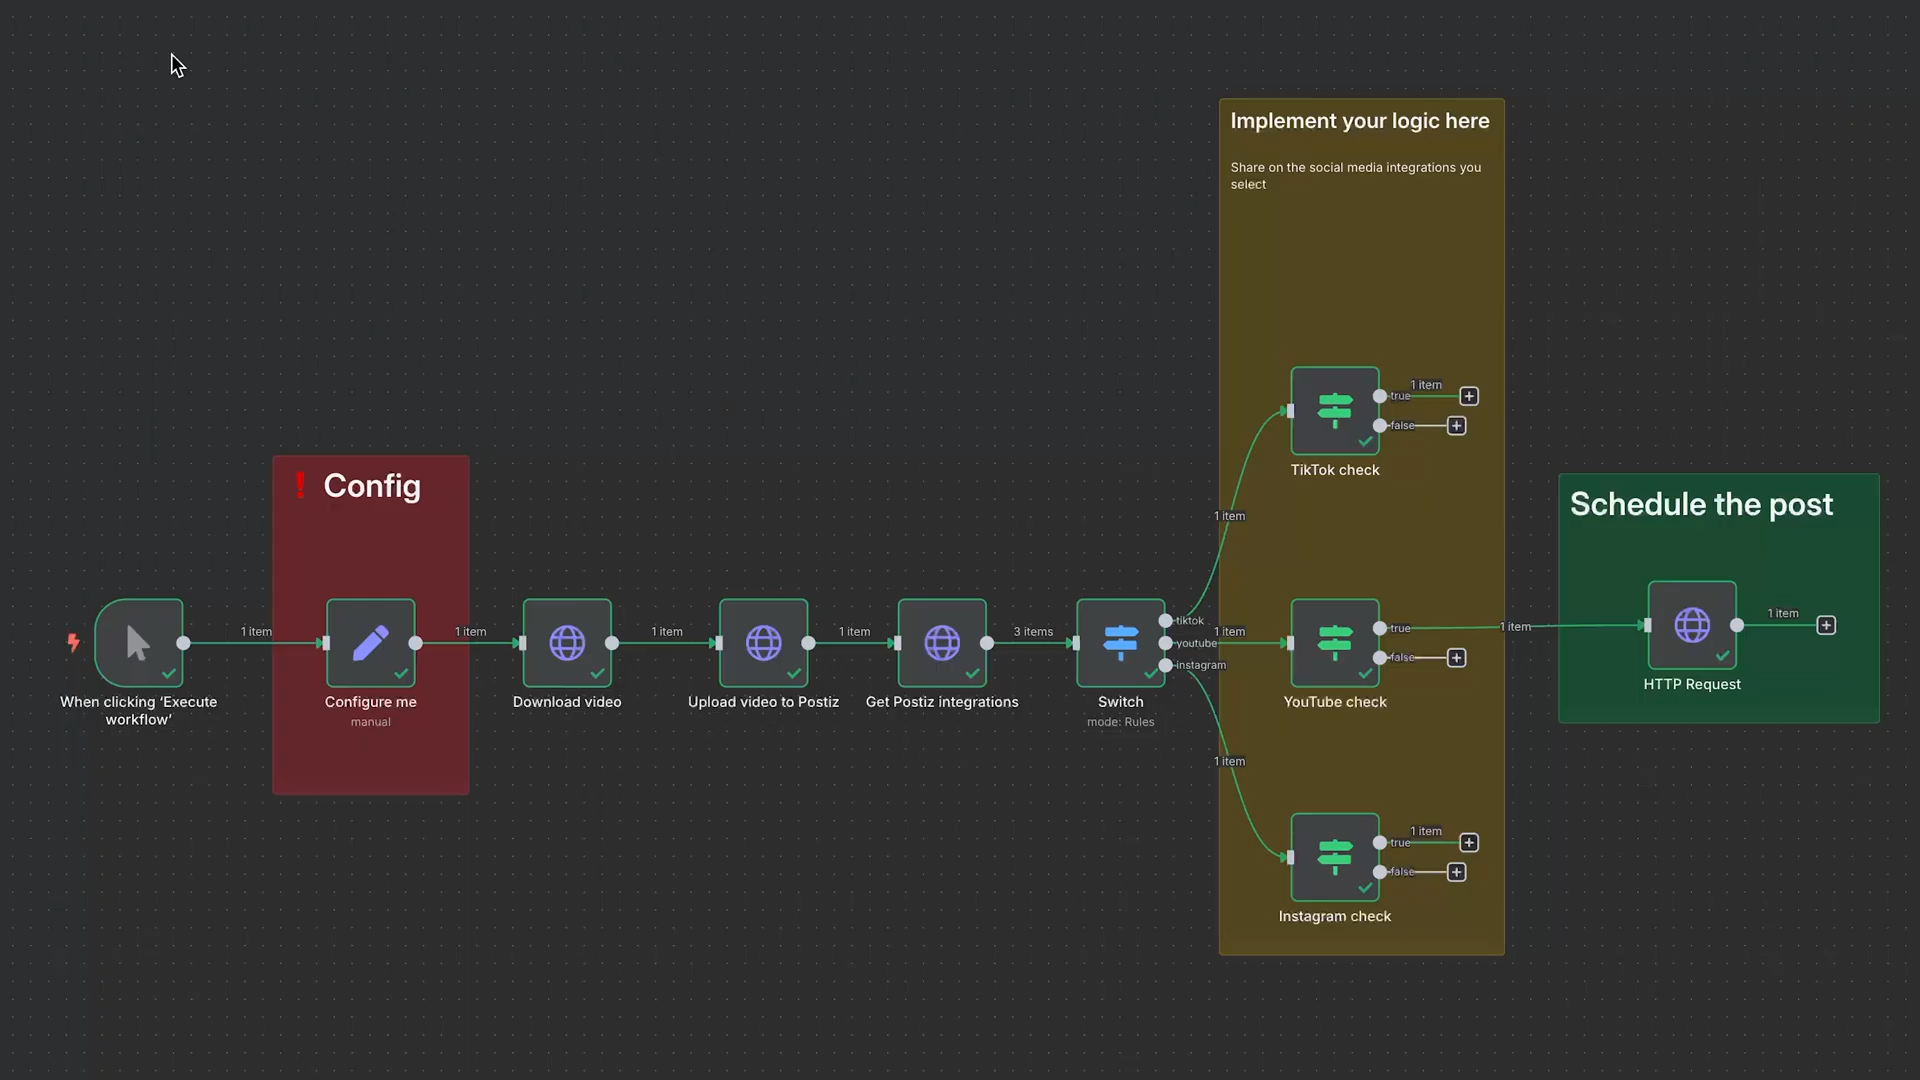 Implement your logic here
Share on the social media integrations you
select
1 item
true
false
TikTok check
❗ Config
1 item
Schedule the post
1 item
1 item
1 item
1 item
3 items
tiktok
youtube
instagram
1 item
true
false
1 item
1 item
When clicking ‘Execute
workflow’
Configure me
manual
Download video
Upload video to Postiz
Get Postiz integrations
Switch
mode: Rules
YouTube check
HTTP Request
1 item
1 item
true
false
Instagram check